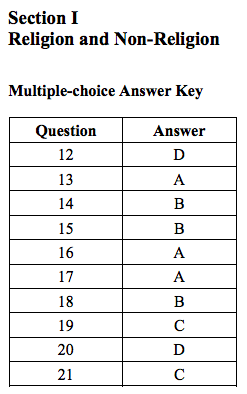 Section I
Religion and Non-Religion
Multiple-choice Answer Key
Question Answer
12 D
13 A
14 B
15 B
16 A
17 A
18 B
19 C
20 D
21 C